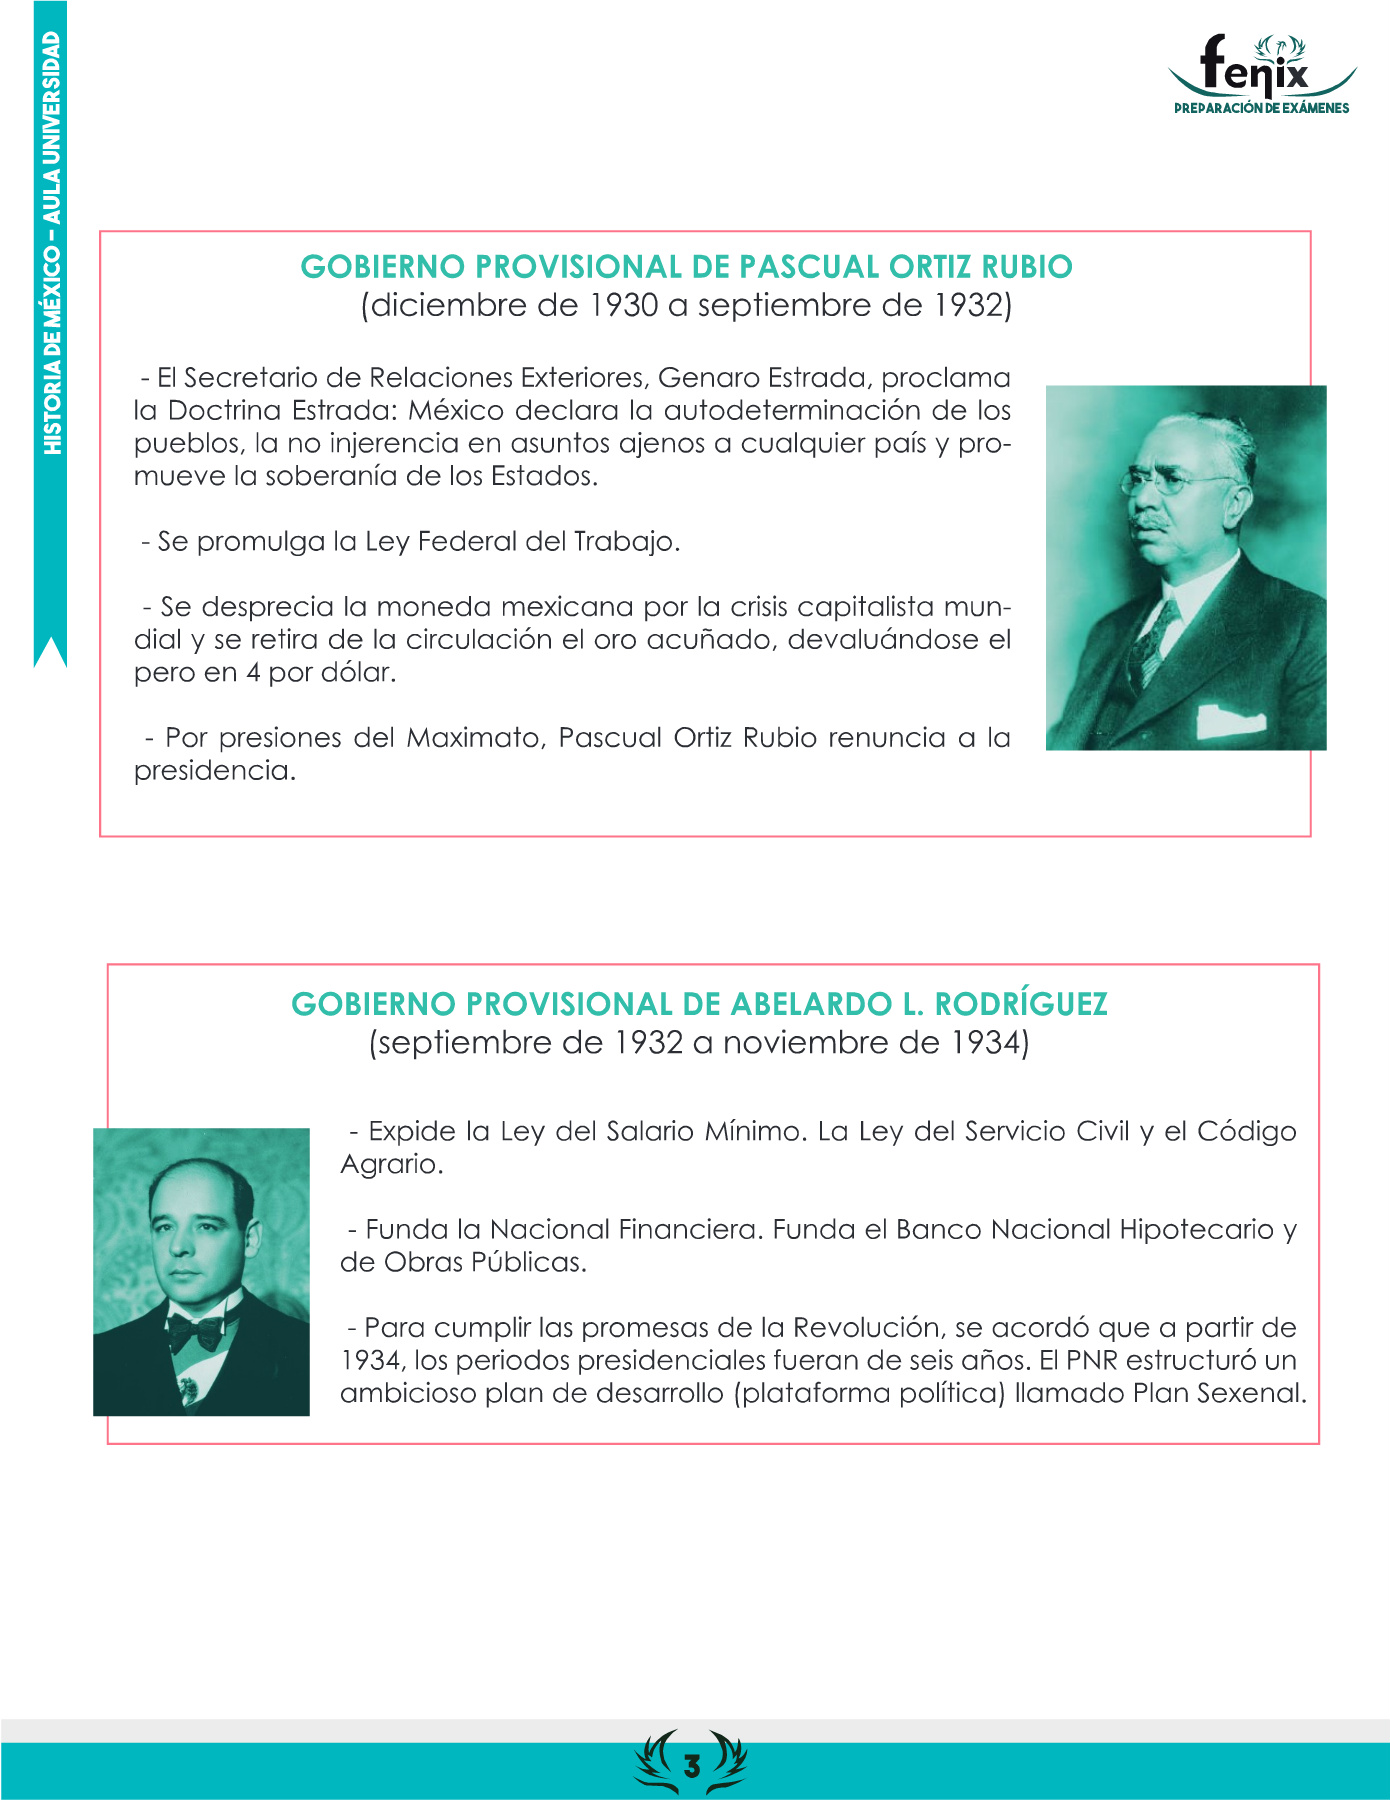 HISTORIA DE MÉXICO - AULA UNIVERSIDAD
fenix
PREPARACIÓN DE EXÁMENES
GOBIERNO PROVISIONAL DE PASCUAL ORTIZ RUBIO
(diciembre de 1930 a septiembre de 1932)
- El Secretario de Relaciones Exteriores, Genaro Estrada, proclama
la Doctrina Estrada: México declara la autodeterminación de los
pueblos, la no injerencia en asuntos ajenos a cualquier país y pro-
mueve la soberanía de los Estados.
- Se promulga la Ley Federal del Trabajo.
- Se desprecia la moneda mexicana por la crisis capitalista mun-
dial y se retira de la circulación el oro acuñado, devaluándose el
pero en 4 por dólar.
- Por presiones del Maximato, Pascual Ortiz Rubio renuncia a la
presidencia.
GOBIERNO PROVISIONAL DE ABELARDO L. RODRÍGUEZ
(septiembre de 1932 a noviembre de 1934)
- Expide la Ley del Salario Mínimo. La Ley del Servicio Civil y el Código
Agrario.
- Funda la Nacional Financiera. Funda el Banco Nacional Hipotecario y
de Obras Públicas.
- Para cumplir las promesas de la Revolución, se acordó que a partir de
1934, los periodos presidenciales fueran de seis años. El PNR estructuró un
ambicioso plan de desarrollo (plataforma política) llamado Plan Sexenal.
3